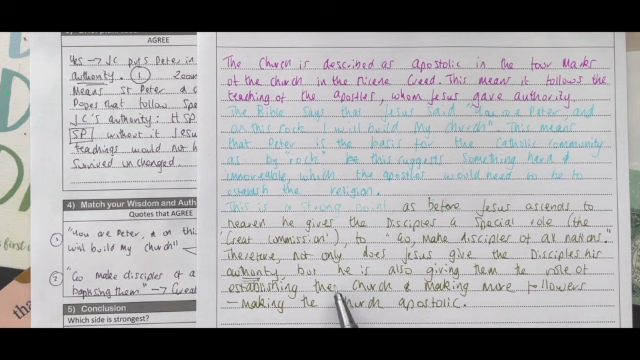 AGREE
Yes → JC puts Peter in
authority. ①
Means St Peter &
Popes that follow
JC's authority: HSP
SP without it Jesus
teachings would not
survived unchanged
4) Match your Wisdom and Auth
Quotes that AGREE
① "You are Peter, & on this
will build my church"
② "Go make disciples of a
baptising them" →
5) Conclusion
Which side is strongest?
The Church is described as apostolic in the four Marks
of the church in the Nicene Creed. This means it follows the
teaching of the apostles, whom Jesus gave authority.
The Bible says that Jesus said "You are Peter and
on this rock I will build My church". This means
that Peter is the basis for the Catholic community
as by "rock" by this suggests something hard &
immoveable, which the apostles would need to be to
establish the religion.
This is a strong point, as before Jesus ascends to
heaven he gives the Disciples a special role (the
'Great Commission'), to "Go, make disciples of all nations."
Therefore, not only does Jesus give the Disciples his
authority but he is also giving them the role of
establishing the Church & making more followers
– making the Church apostolic.